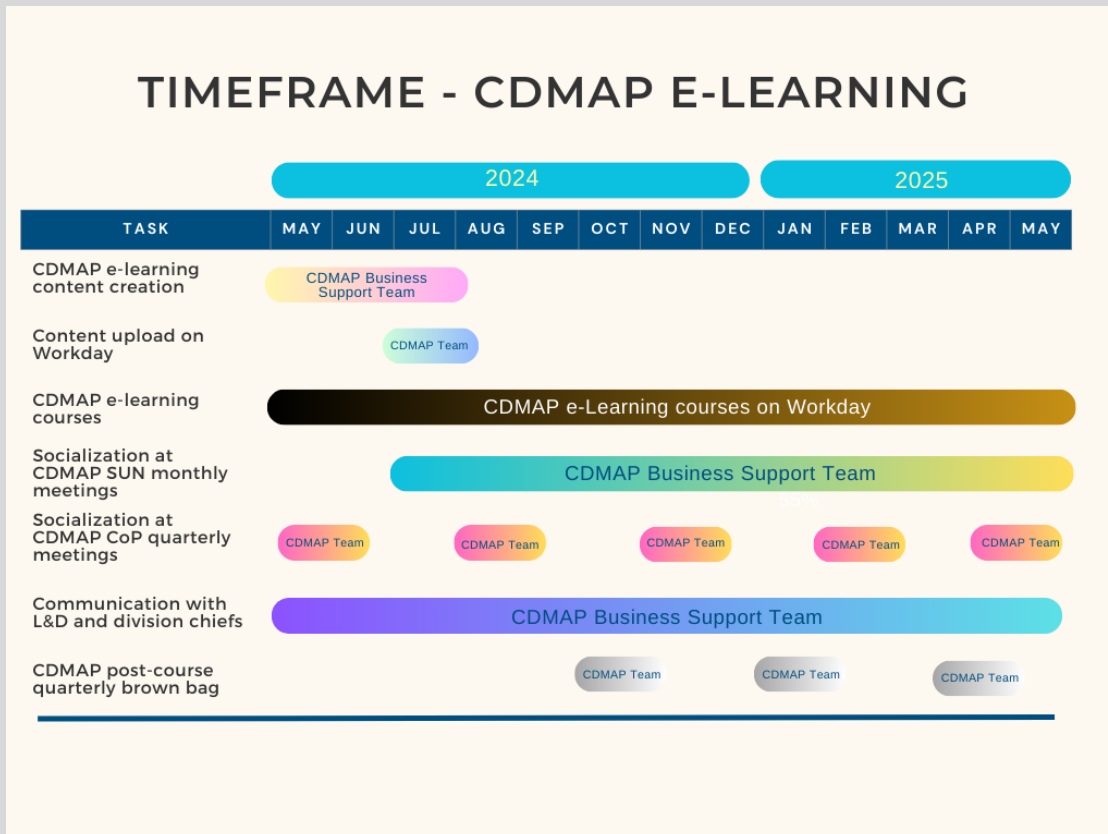 TIMEFRAME - CDMAP E-LEARNING
2024 2025
TASK MAY JUN JUL AUG SEP OCT NOV DEC JAN FEB MAR APR MAY
CDMAP e-learning
content creation
CDMAP Business
Support Team
Content upload on
Workday
CDMAP Team
CDMAP e-learning
courses
CDMAP e-Learning courses on Workday
Socialization at
CDMAP SUN monthly
meetings
CDMAP Business Support Team
Socialization at
CDMAP CoP quarterly
meetings
CDMAP Team CDMAP Team CDMAP Team CDMAP Team CDMAP Team
Communication with
L&D and division chiefs
CDMAP Business Support Team
CDMAP post-course
quarterly brown bag
CDMAP Team CDMAP Team CDMAP Team